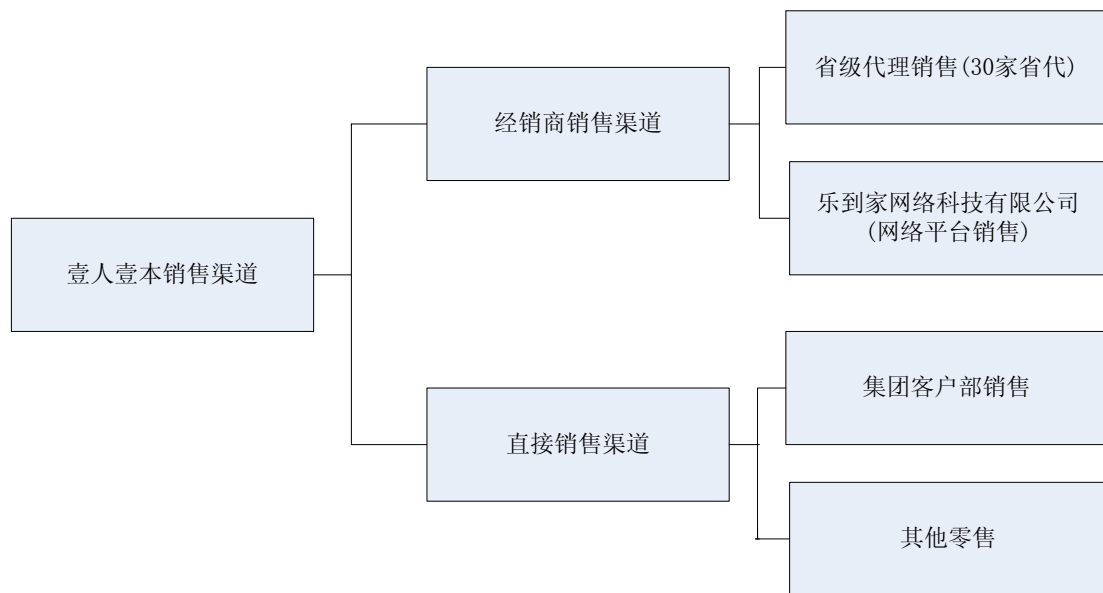 省级代理销售(30家省代)
经销商销售渠道
乐到家网络科技有限公司
(网络平台销售)
壹人壹本销售渠道
集团客户部销售
直接销售渠道
其他零售